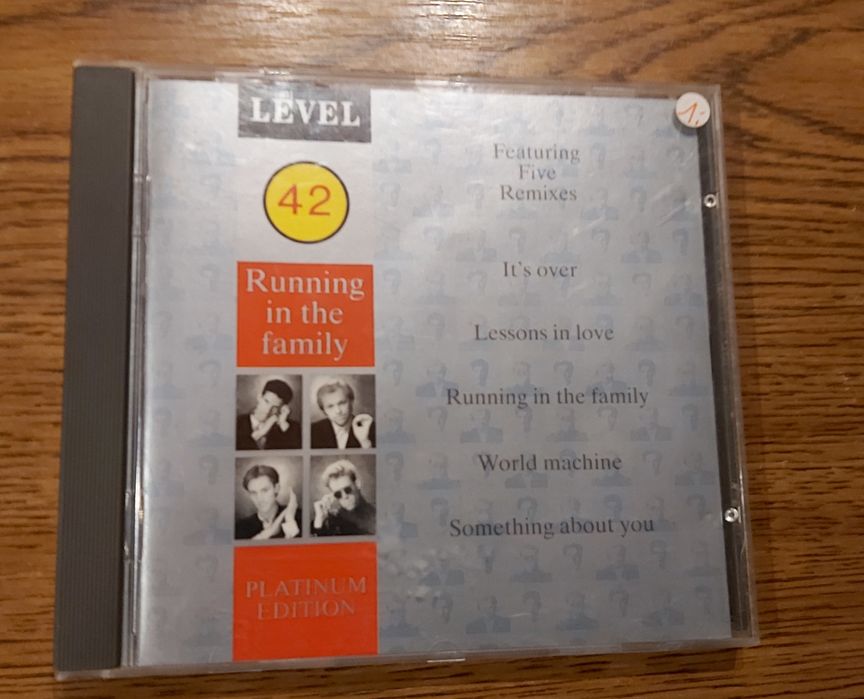 LEVEL
42
Running
in the
family
PLATINUM
EDITION
Featuring
Five
Remixes
It's over
Lessons in love
Running in the family
World machine
Something about you
1,-